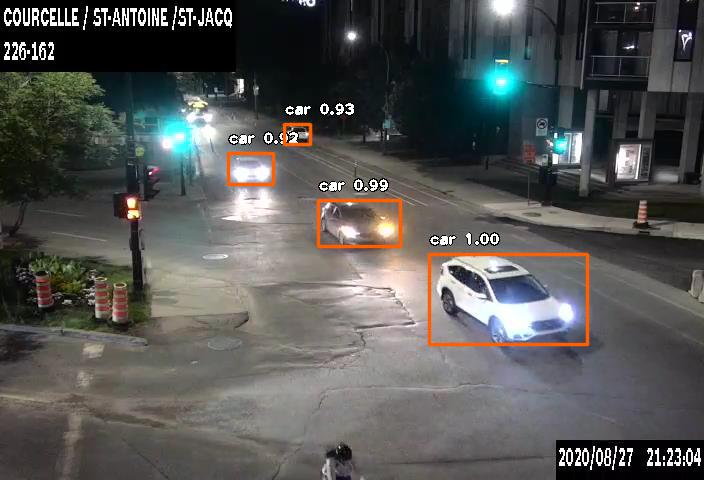 COURCELLE / ST-ANTOINE /ST-JACQ
226-162
car 0.93
car 0.92
car 0.99
car 1.00
2020/08/27 21:23:04